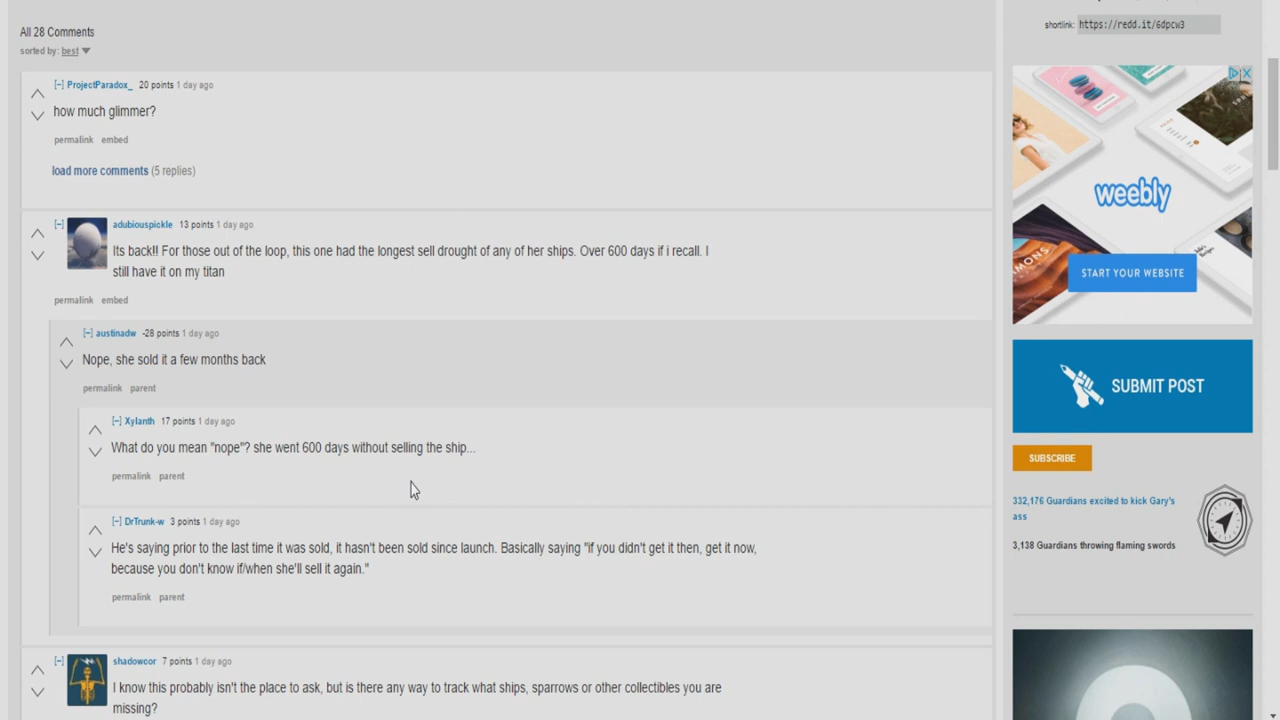 All 28 Comments
sorted by: best
[–] ProjectParadox_ 20 points 1 day ago
how much glimmer?
permalink embed
load more comments (5 replies)
[–] adubiouspickle 13 points 1 day ago
Its back!! For those out of the loop, this one had the longest sell drought of any of her ships. Over 600 days if i recall. I
still have it on my titan
permalink embed
[–] austinadw -28 points 1 day ago
Nope, she sold it a few months back
permalink parent
[–] Xylanth 17 points 1 day ago
What do you mean "nope"? she went 600 days without selling the ship...
permalink parent
[–] DrTrunk-w 3 points 1 day ago
He's saying prior to the last time it was sold, it hasn't been sold since launch. Basically saying "if you didn't get it then, get it now,
because you don't know if/when she'll sell it again."
permalink parent
[–] shadowcor 7 points 1 day ago
I know this probably isn't the place to ask, but is there any way to track what ships, sparrows or other collectibles you are
missing?
shortlink: https://redd.it/6dpcw3
weebly
START YOUR WEBSITE
SUBMIT POST
SUBSCRIBE
332,176 Guardians excited to kick Gary's
ass
3,138 Guardians throwing flaming swords